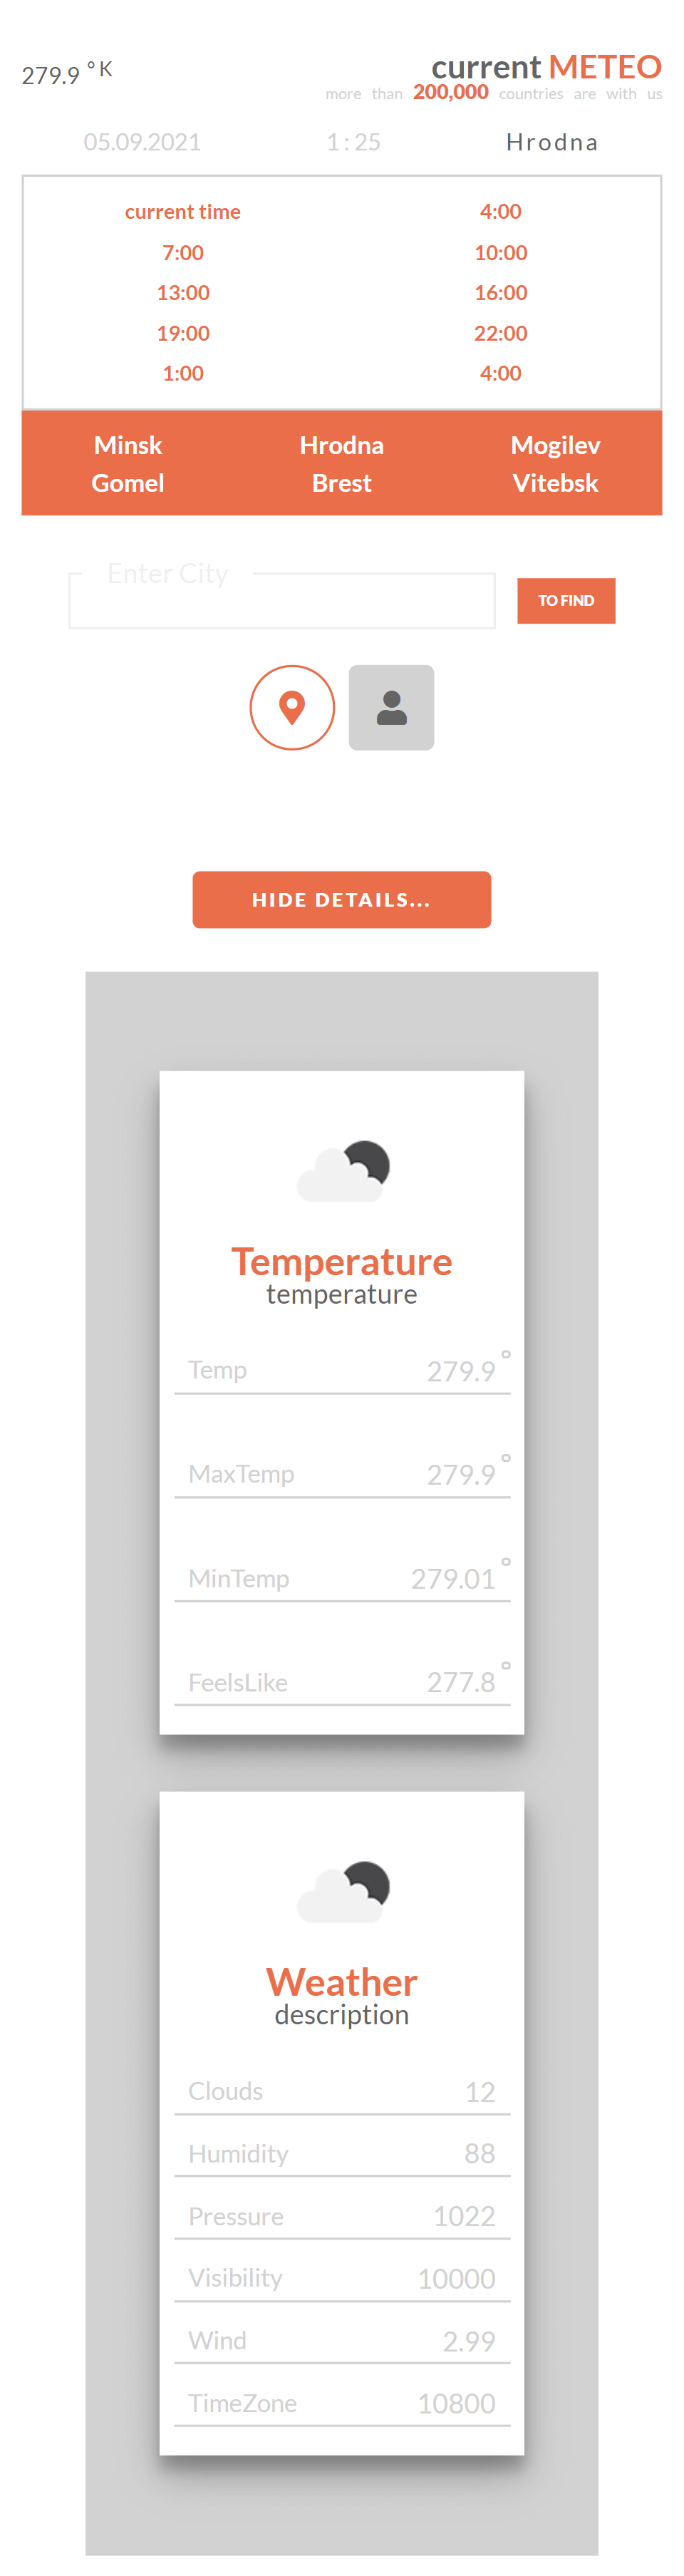 279.9 ° K
current METEO
more than 200,000 countries are with us
05.09.2021 1 : 25 Hrodna
current time 4:00
7:00 10:00
13:00 16:00
19:00 22:00
1:00 4:00
Minsk Hrodna Mogilev
Gomel Brest Vitebsk
Enter City
TO FIND
HIDE DETAILS...
Temperature
temperature
Temp 279.9 °
MaxTemp 279.9 °
MinTemp 279.01 °
FeelsLike 277.8 °
Weather
description
Clouds 12
Humidity 88
Pressure 1022
Visibility 10000
Wind 2.99
TimeZone 10800